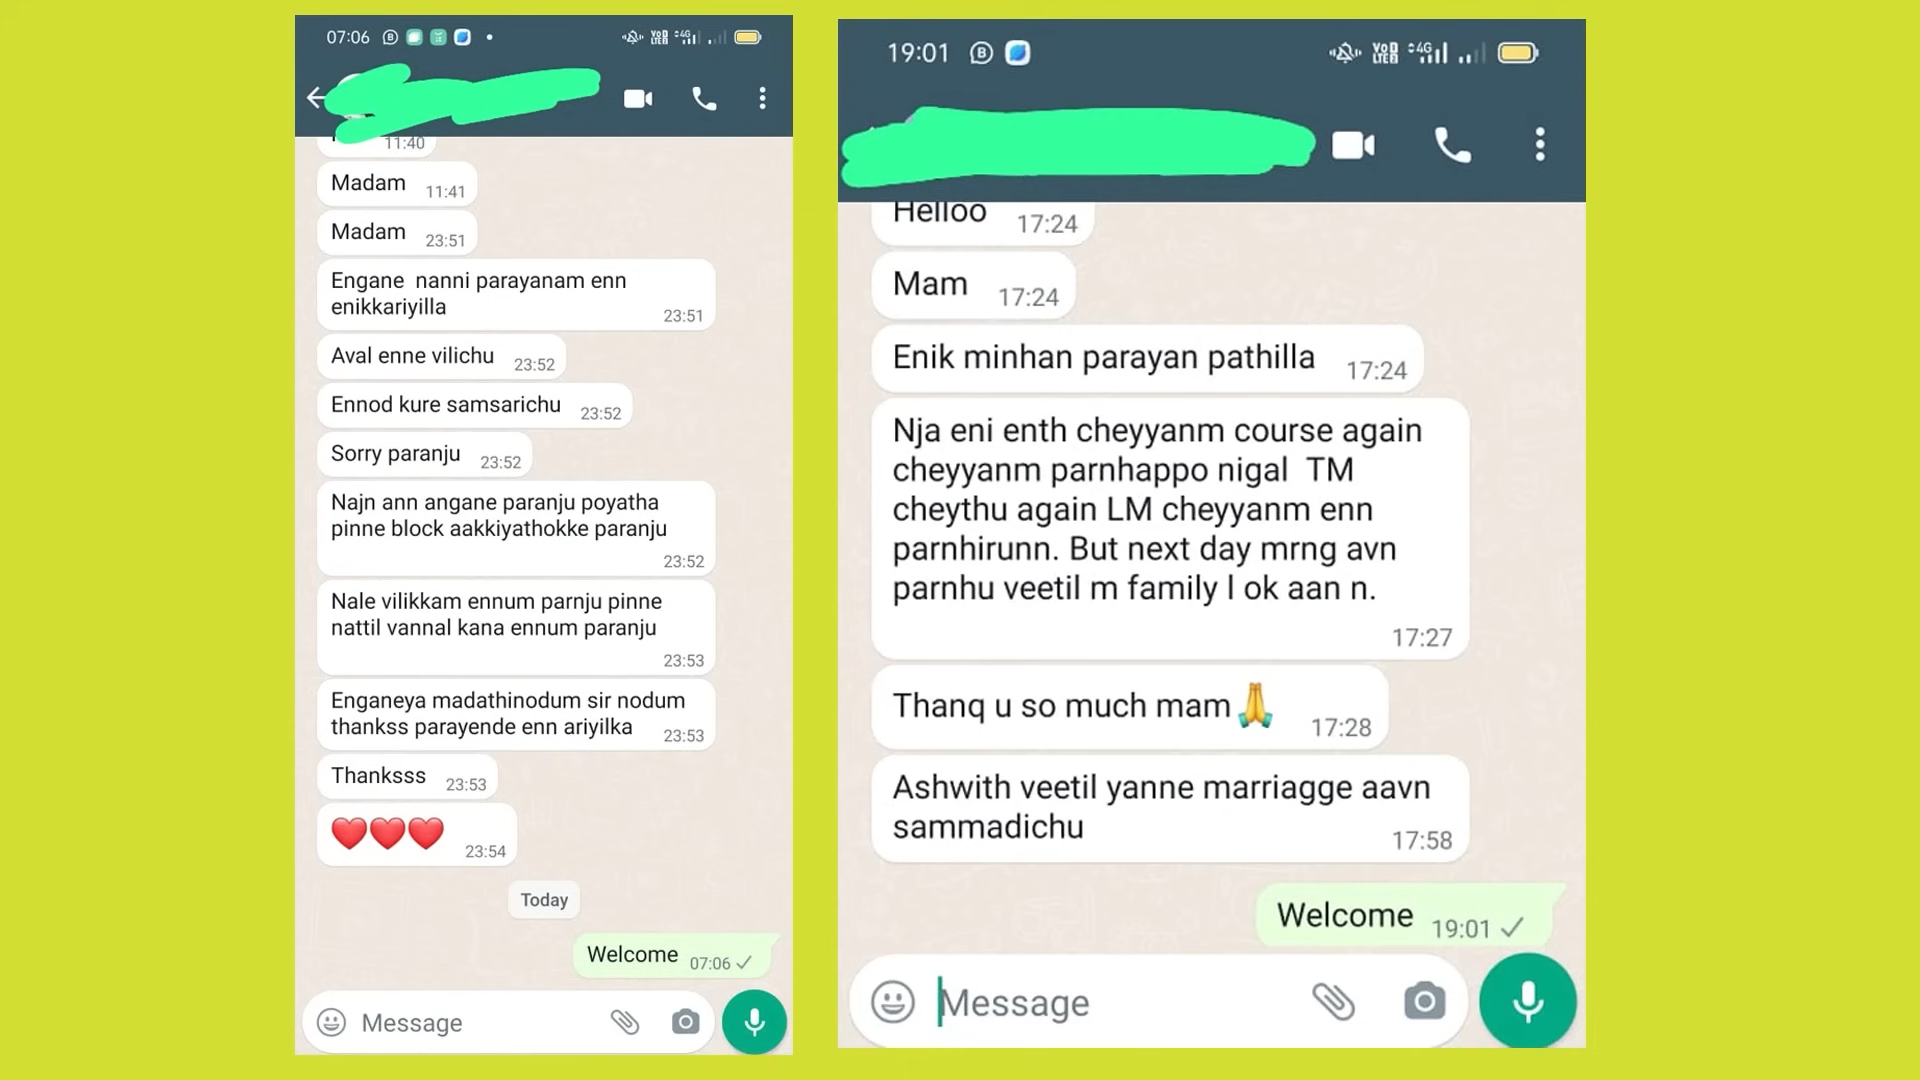 07:06
11:40
Madam 11:41
Madam 23:51
Engane nanni parayanam enn
enikkariyilla
23:51
Aval enne vilichu 23:52
Ennod kure samsarichu 23:52
Sorry paranju 23:52
Najn ann angane paranju poyatha
pinne block aakkiyathokke paranju
23:52
Nale vilikkam ennum parnju pinne
nattil vannal kana ennum paranju
23:53
Enganeya madathinodum sir nodum
thankss parayende enn ariyilka 23:53
Thanksss 23:53
❤️❤️❤️ 23:54
Today
Welcome 07:06
Message
19:01
Helloo 17:24
Mam 17:24
Enik minhan parayan pathilla 17:24
Nja eni enth cheyyanm course again
cheyyanm parnhappo nigal TM
cheythu again LM cheyyanm enn
parnhirunn. But next day mrng avn
parnhu veetil m family l ok aan n.
17:27
Thanq u so much mam🙏 17:28
Ashwith veetil yanne marriagge aavn
sammadichu 17:58
Welcome 19:01
Message